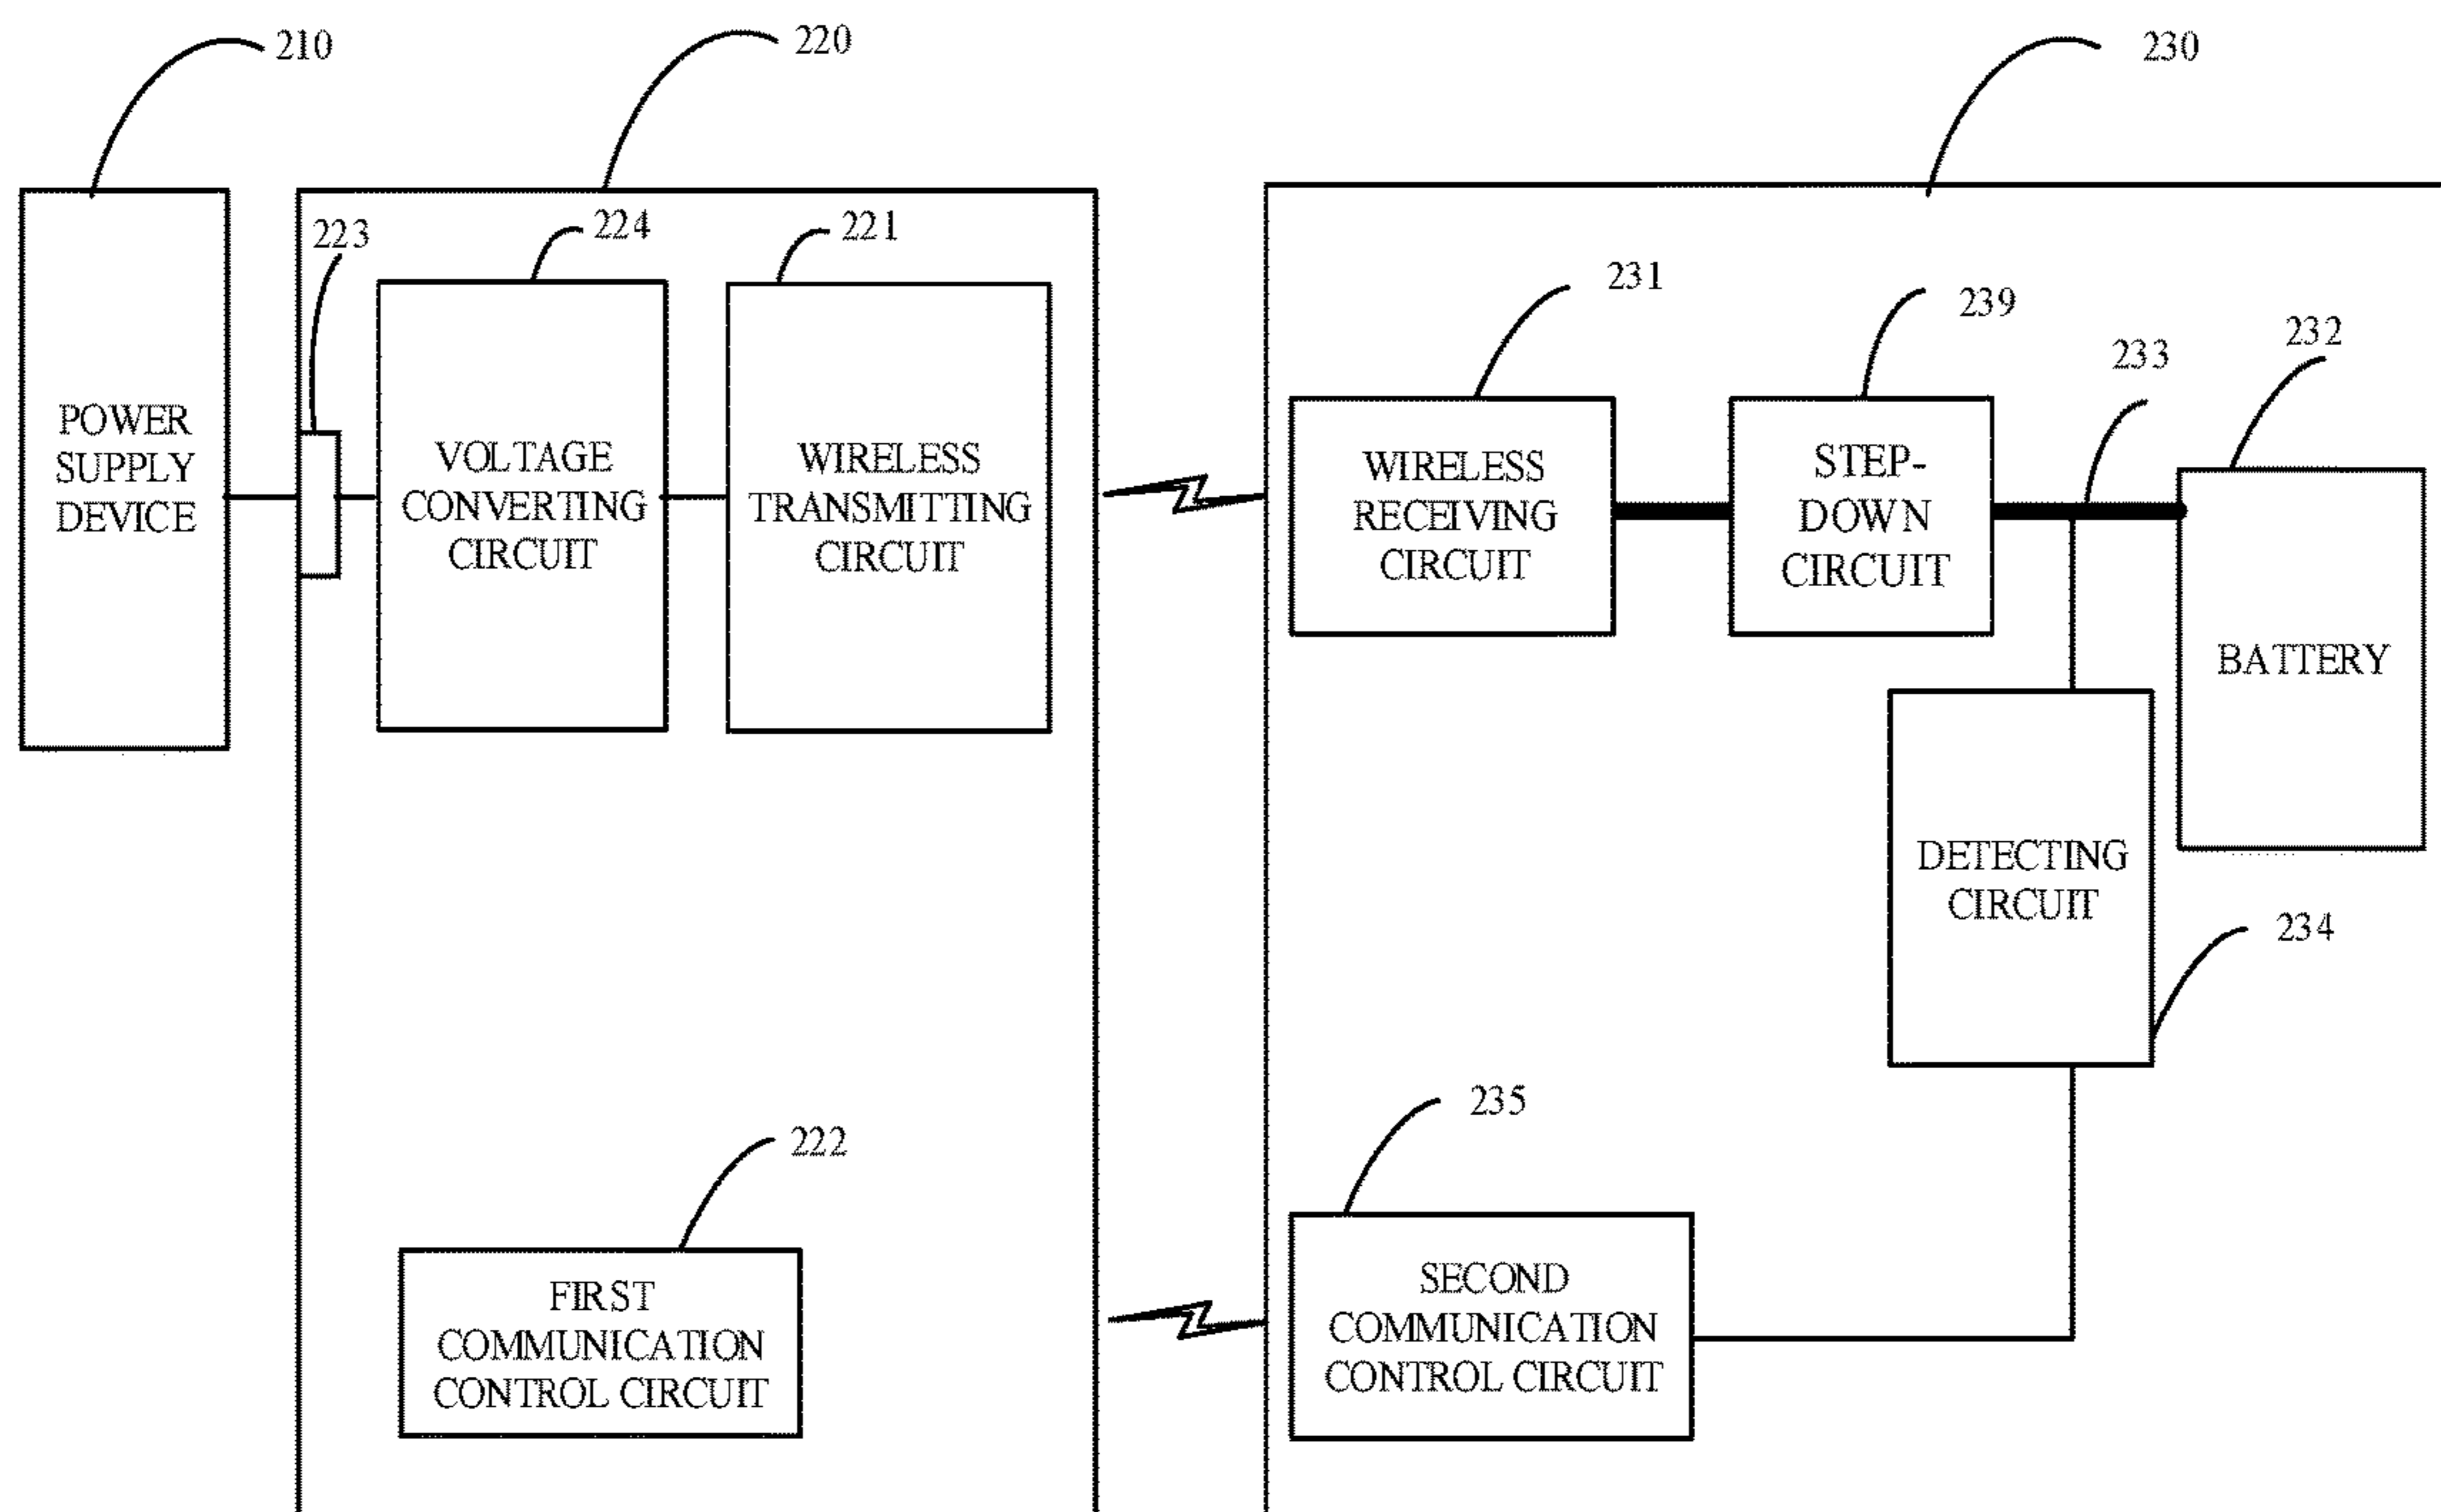 210
220
230
223
224
221
231
239
233
232
POWER
SUPPLY
DEVICE
VOLTAGE
CONVERTING
CIRCUIT
WIRELESS
TRANSMITTING
CIRCUIT
WIRELESS
RECEIVING
CIRCUIT
STEP-
DOWN
CIRCUIT
BATTERY
DETECTING
CIRCUIT
234
235
222
FIRST
COMMUNICATION
CONTROL CIRCUIT
SECOND
COMMUNICATION
CONTROL CIRCUIT